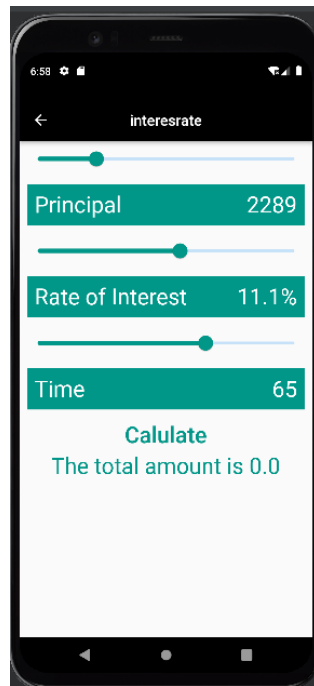 6:58
interesrate
Principal 2289
Rate of Interest 11.1%
Time 65
Calulate
The total amount is 0.0